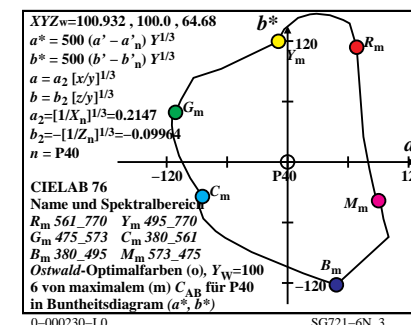 XYZw=100.932 , 100.0 , 64.68
a* = 500 (a’ - a’n) Y1/3
b* = 500 (b’ - b’n) Y1/3
a = a2 [x/y]1/3
b = b2 [z/y]1/3
a2=[1/Xn]1/3=0.2147
b2=−[1/Zn]1/3=−0.09964
n = P40
b*
120
Rm
Ym
Gm
−120
P40
a
12
Cm
Mm
Bm
−120
CIELAB 76
Name und Spektralbereich
Rm 561_770 Ym 495_770
Gm 475_573 Cm 380_561
Bm 380_495 Mm 573_475
Ostwald-Optimalfarben (o), YW=100
6 von maximalem (m) CAB für P40
in Buntheitsdiagram (a*, b*)
0−000230−L0
SG721−6N, 3